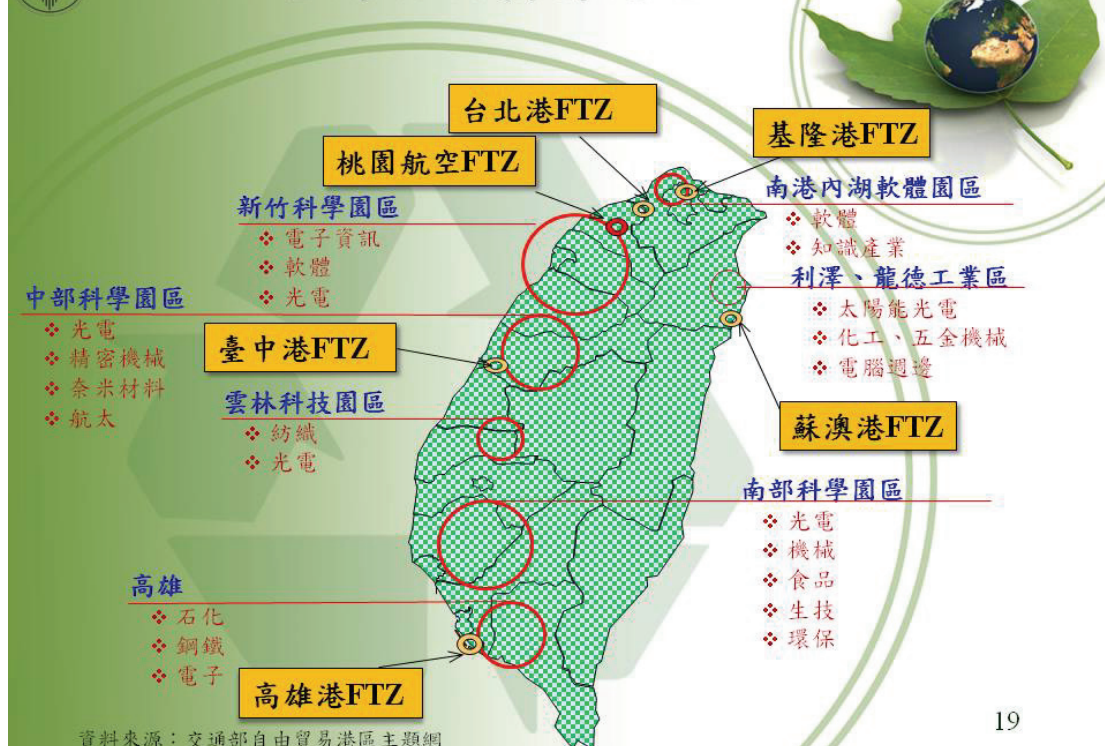 台北港FTZ
基隆港FTZ
桃園航空FTZ
南港內湖軟體園區
❖ 軟體
❖ 知識產業
新竹科學園區
❖ 電子資訊
❖ 軟體
❖ 光電
利澤、龍德工業區
❖ 太陽能光電
❖ 化工、五金機械
❖ 電腦週邊
中部科學園區
❖ 光電
❖ 精密機械
❖ 奈米材料
❖ 航太
臺中港FTZ
雲林科技園區
❖ 紡織
❖ 光電
蘇澳港FTZ
南部科學園區
❖ 光電
❖ 機械
❖ 食品
❖ 生技
❖ 環保
高雄
❖ 石化
❖ 鋼鐵
❖ 電子
高雄港FTZ
資料來源：交通部自由貿易港區主題網
19